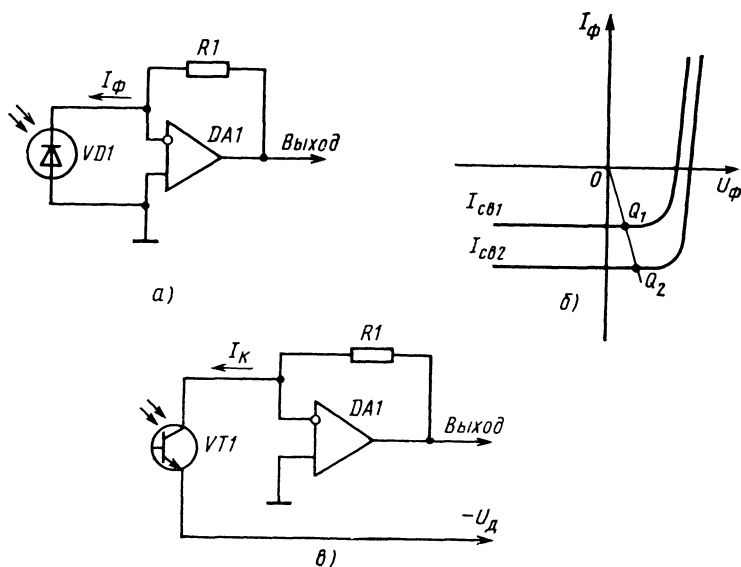 R1
Iф
DA1
Выход
VD1
а)
Iф
0
Uф
Iсв1
Q1
Iсв2
Q2
б)
R1
Iк
DA1
Выход
VT1
-Uд
в)